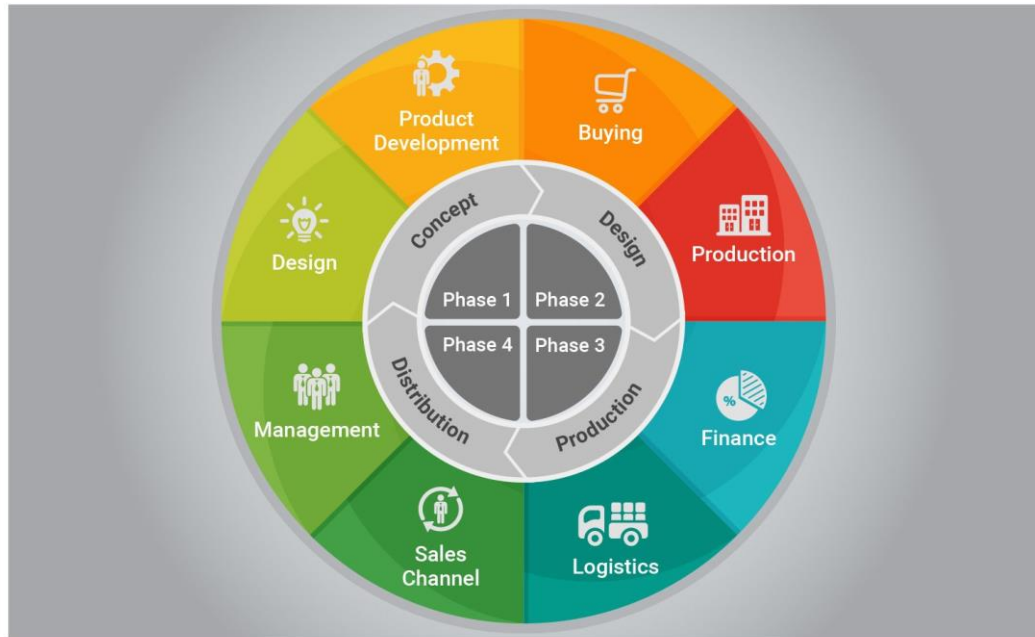 Product
Development
Buying
Design
Production
Concept
Design
Phase 1
Phase 2
Phase 4
Phase 3
Distribution
Production
Management
Finance
Sales
Channel
Logistics
%